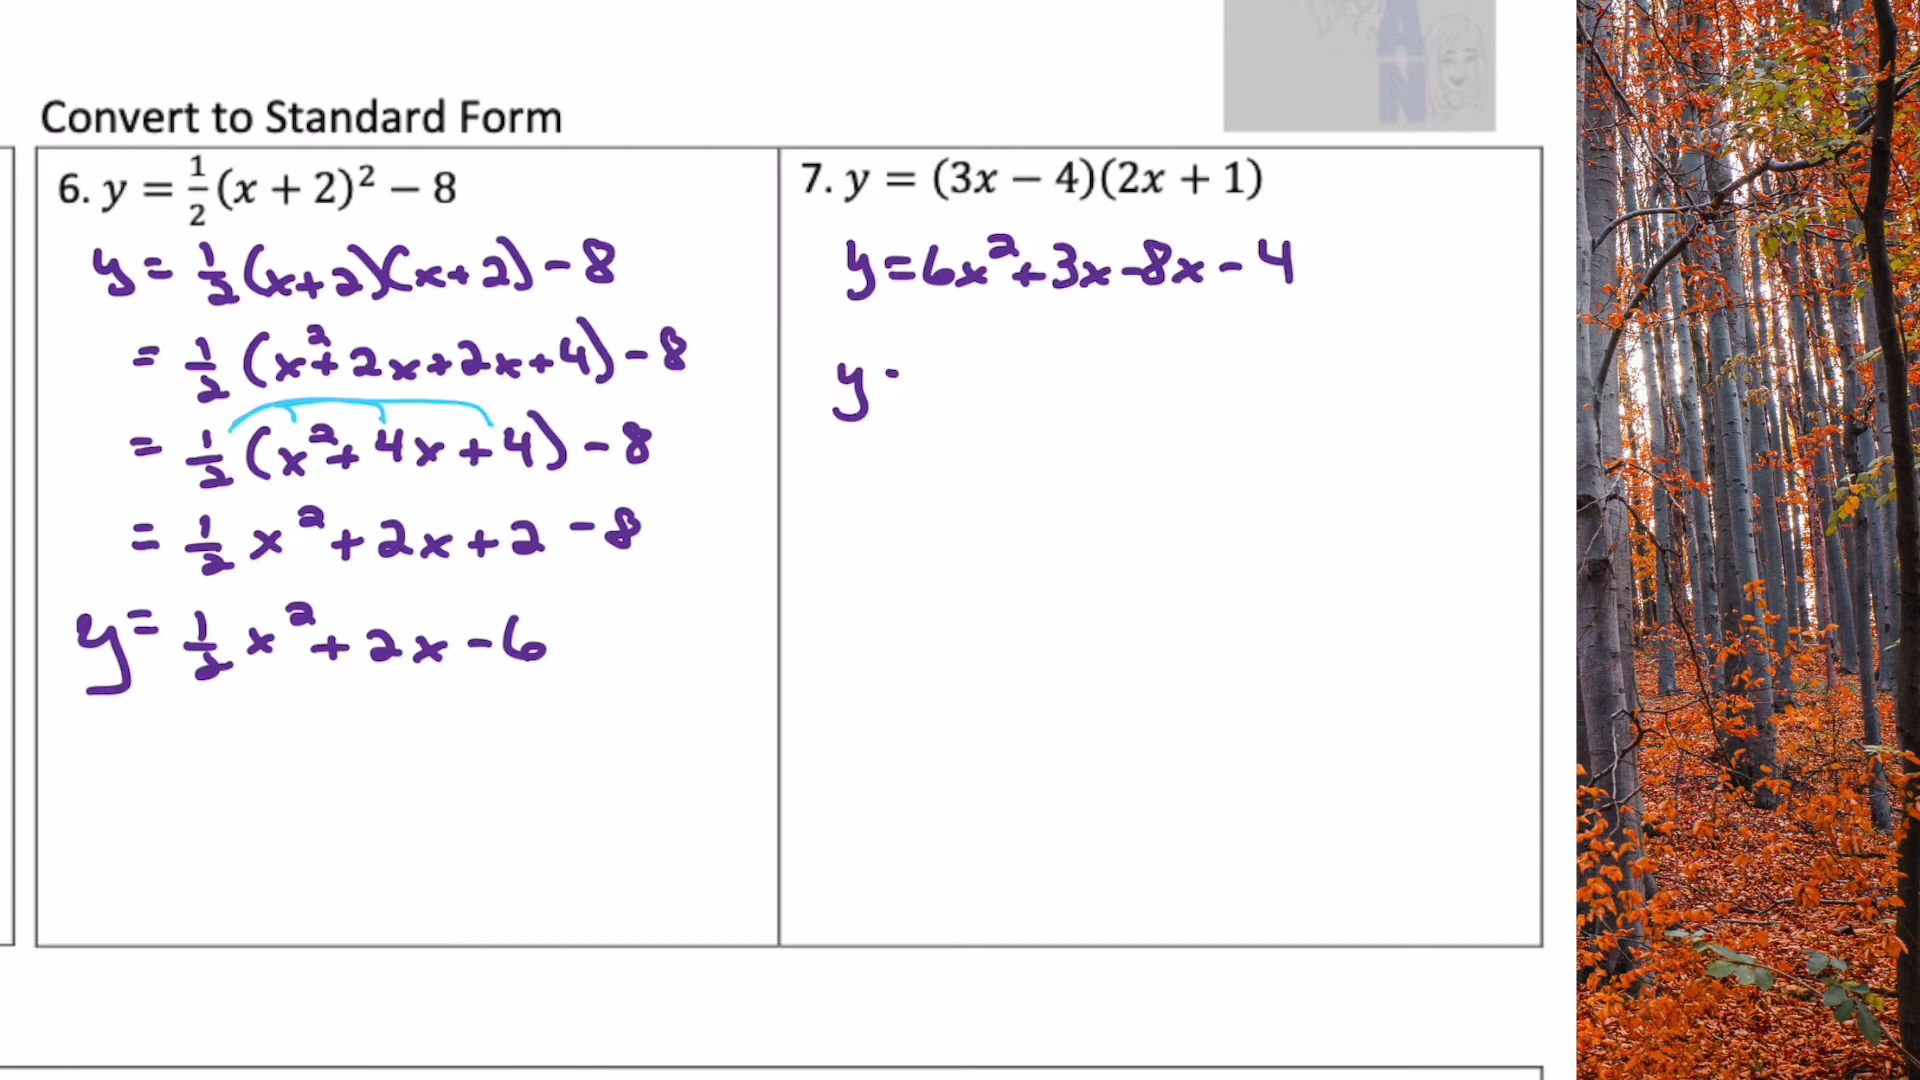 Convert to Standard Form
6. y = 1/2(x + 2)² − 8
y = 1/2(x+2)(x+2) - 8
= 1/2(x²+2x+2x+4) - 8
= 1/2(x²+4x+4) - 8
= 1/2x²+2x+2 - 8
y = 1/2x²+2x-6
7. y = (3x − 4)(2x + 1)
y=6x²+3x-8x-4
y -